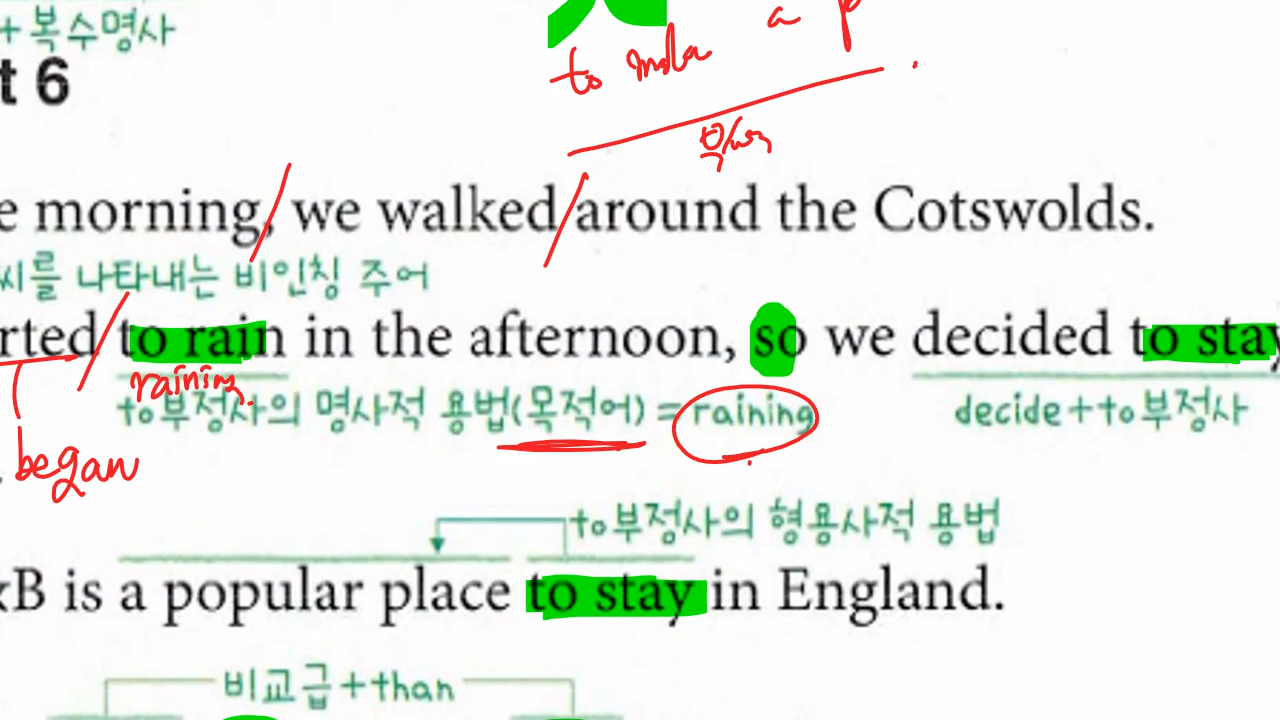 + 복수명사
t 6
to make a p
e morning, we walked around the Cotswolds.
씨를 나타내는 비인칭 주어
rted to rain in the afternoon, so we decided to stay
raining
to부정사의 명사적 용법(목적어) = raining
decide+to부정사
began
to부정사의 형용사적 용법
B is a popular place to stay in England.
비교급+than